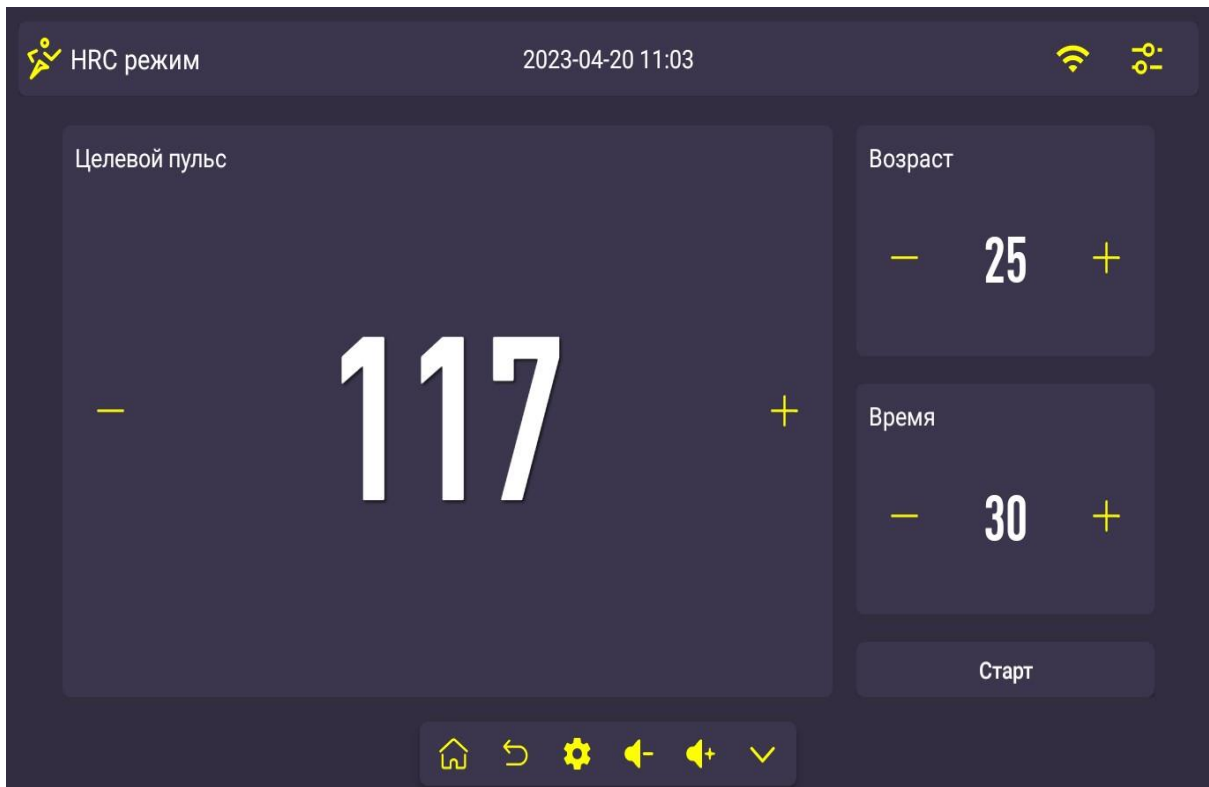 HRC режим
2023-04-20 11:03
Целевой пульс
117
Возраст
25
Время
30
Старт